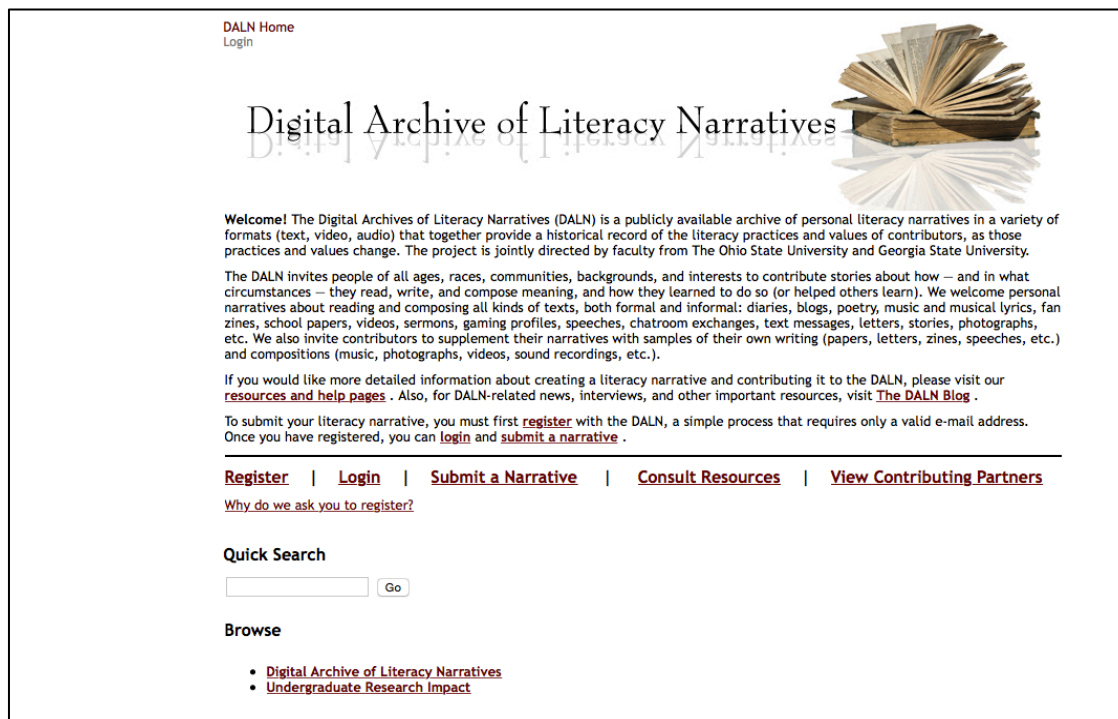 DALN Home
Login
Digital Archive of Literacy Narratives
Welcome! The Digital Archives of Literacy Narratives (DALN) is a publicly available archive of personal literacy narratives in a variety of
formats (text, video, audio) that together provide a historical record of the literacy practices and values of contributors, as those
practices and values change. The project is jointly directed by faculty from The Ohio State University and Georgia State University.
The DALN invites people of all ages, races, communities, backgrounds, and interests to contribute stories about how — and in what
circumstances — they read, write, and compose meaning, and how they learned to do so (or helped others learn). We welcome personal
narratives about reading and composing all kinds of texts, both formal and informal: diaries, blogs, poetry, music and musical lyrics, fan
zines, school papers, videos, sermons, gaming profiles, speeches, chatroom exchanges, text messages, letters, stories, photographs,
etc. We also invite contributors to supplement their narratives with samples of their own writing (papers, letters, zines, speeches, etc.)
and compositions (music, photographs, videos, sound recordings, etc.).
If you would like more detailed information about creating a literacy narrative and contributing it to the DALN, please visit our
resources and help pages . Also, for DALN-related news, interviews, and other important resources, visit The DALN Blog .
To submit your literacy narrative, you must first register with the DALN, a simple process that requires only a valid e-mail address.
Once you have registered, you can login and submit a narrative .
Register | Login | Submit a Narrative | Consult Resources | View Contributing Partners
Why do we ask you to register?
Quick Search
Go
Browse
• Digital Archive of Literacy Narratives
• Undergraduate Research Impact